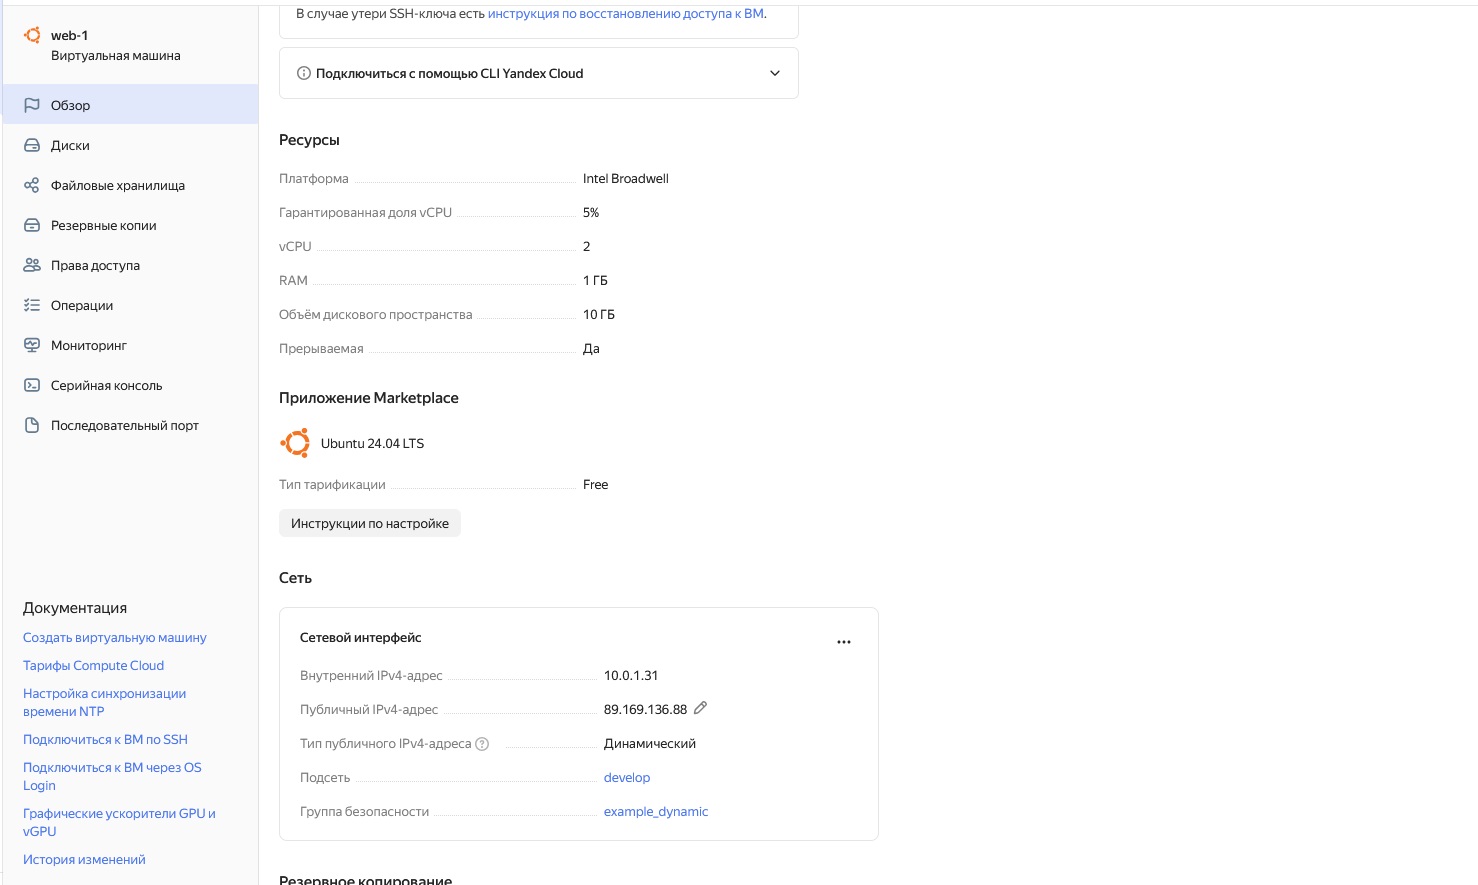 web-1
Виртуальная машина
Обзор
Диски
Файловые хранилища
Резервные копии
Права доступа
Операции
Мониторинг
Серийная консоль
Последовательный порт
Документация
Создать виртуальную машину
Тарифы Compute Cloud
Настройка синхронизации
времени NTP
Подключиться к ВМ по SSH
Подключиться к ВМ через OS
Login
Графические ускорители GPU и
vGPU
История изменений
В случае утери SSH-ключа есть инструкция по восстановлению доступа к ВМ.
Подключиться с помощью CLI Yandex Cloud
Ресурсы
Платформа Intel Broadwell
Гарантированная доля vCPU 5%
vCPU 2
RAM 1 ГБ
Объём дискового пространства 10 ГБ
Прерываемая Да
Приложение Marketplace
Ubuntu 24.04 LTS
Тип тарификации Free
Инструкции по настройке
Сеть
Сетевой интерфейс
Внутренний IPv4-адрес 10.0.1.31
Публичный IPv4-адрес 89.169.136.88
Тип публичного IPv4-адреса Динамический
Подсеть develop
Группа безопасности example_dynamic
Резервное копирование